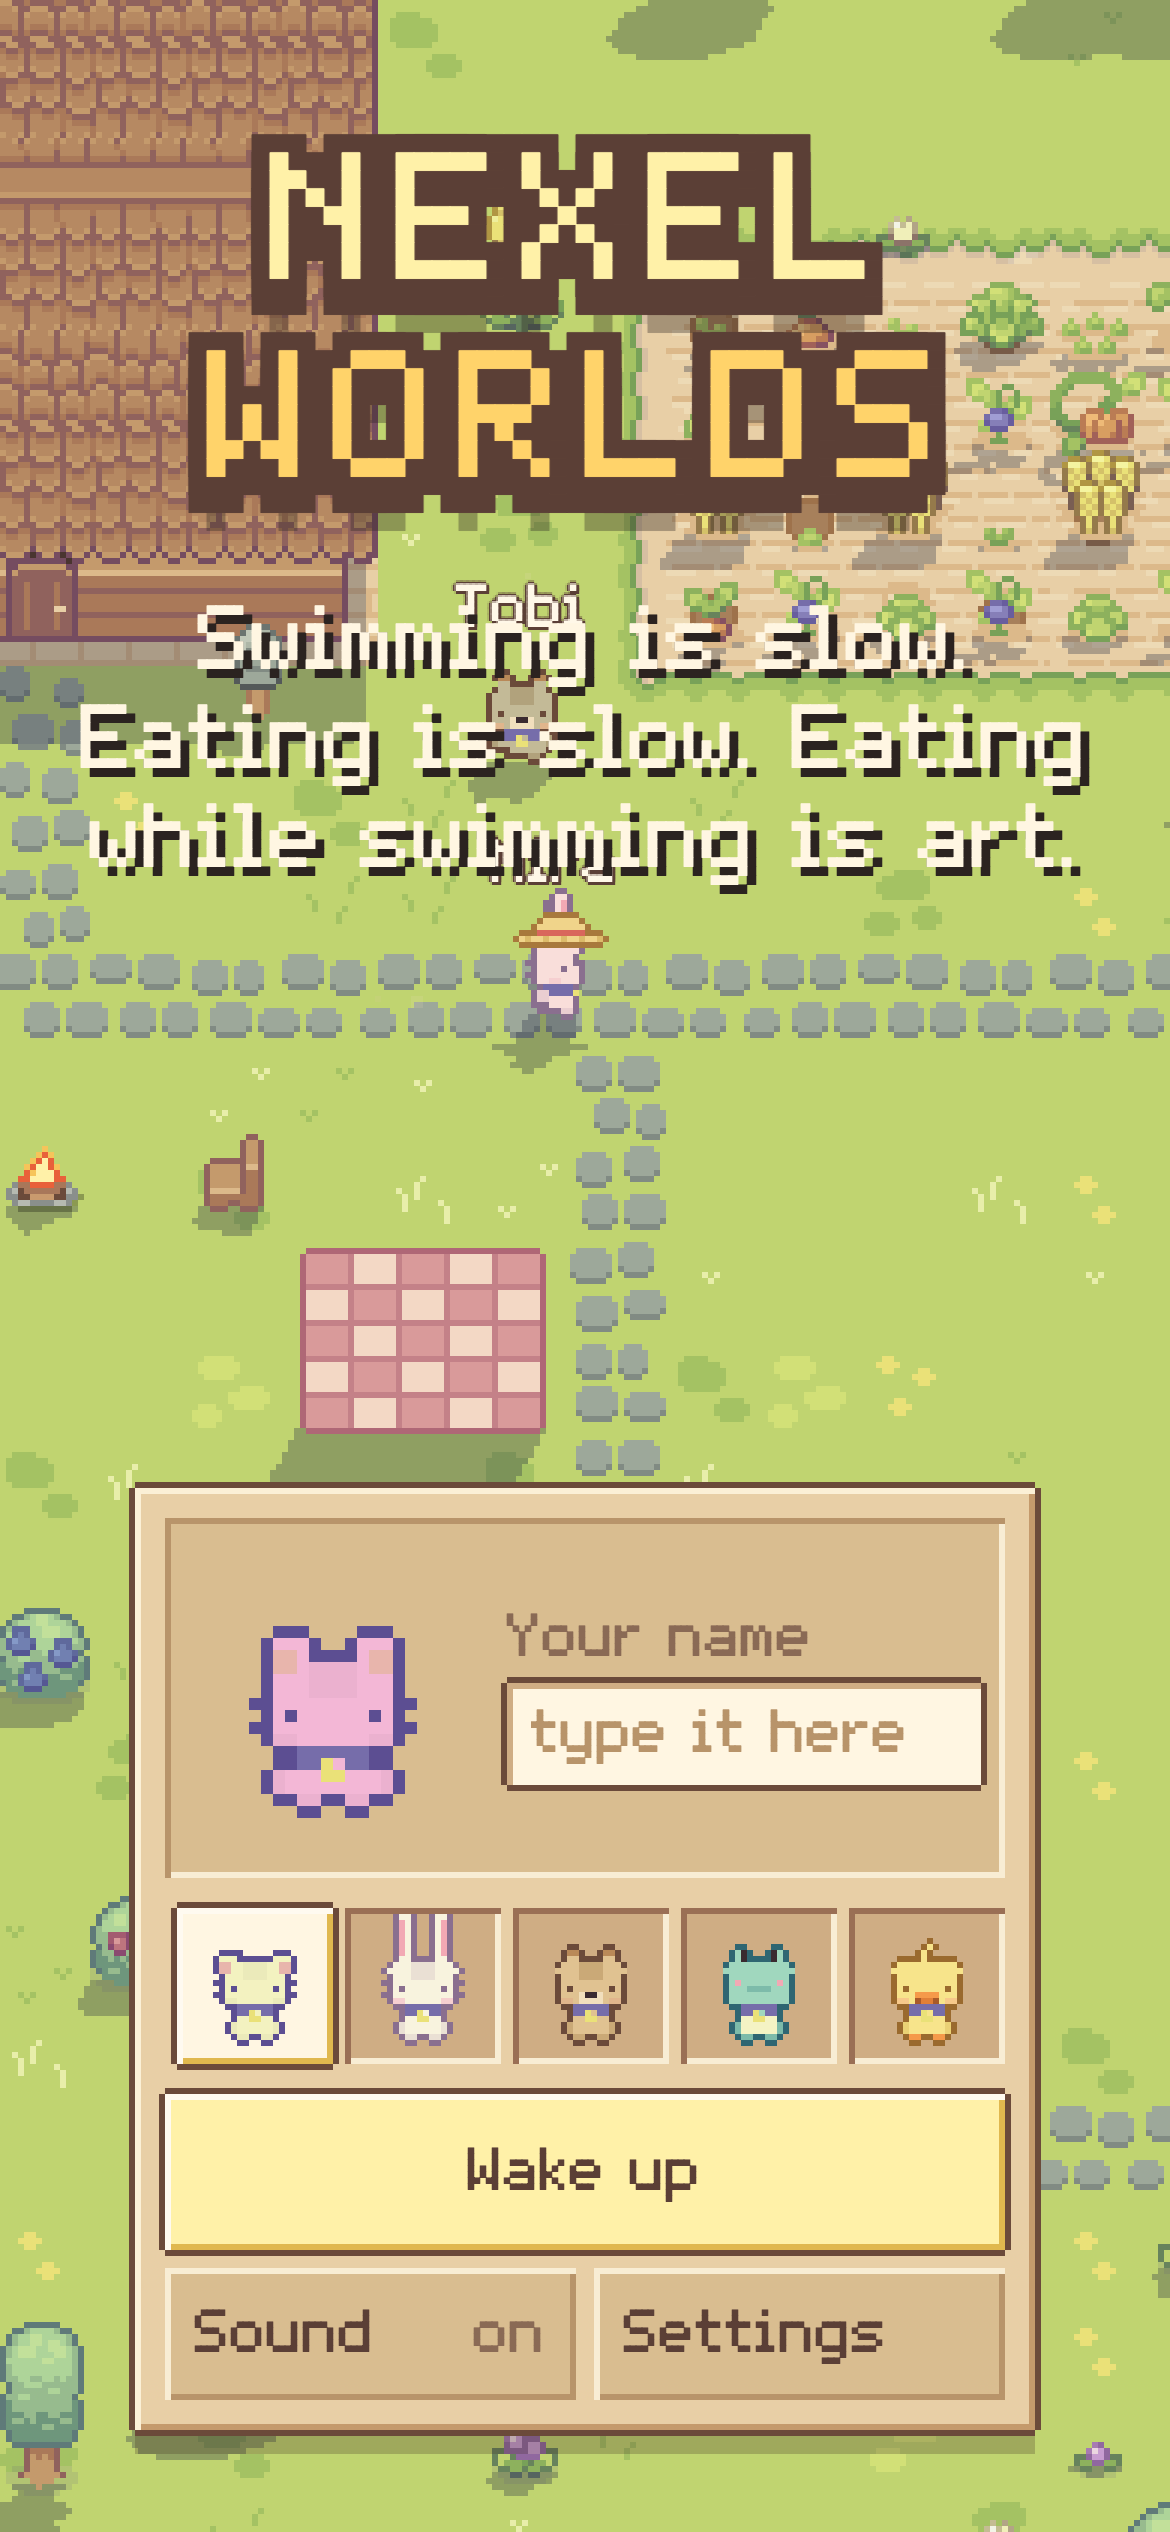 NEXEL
WORLDS
Tobi
Swimming is slow.
Eating is slow. Eating
while swimming is art.
Your name
type it here
Wake up
Sound on
Settings